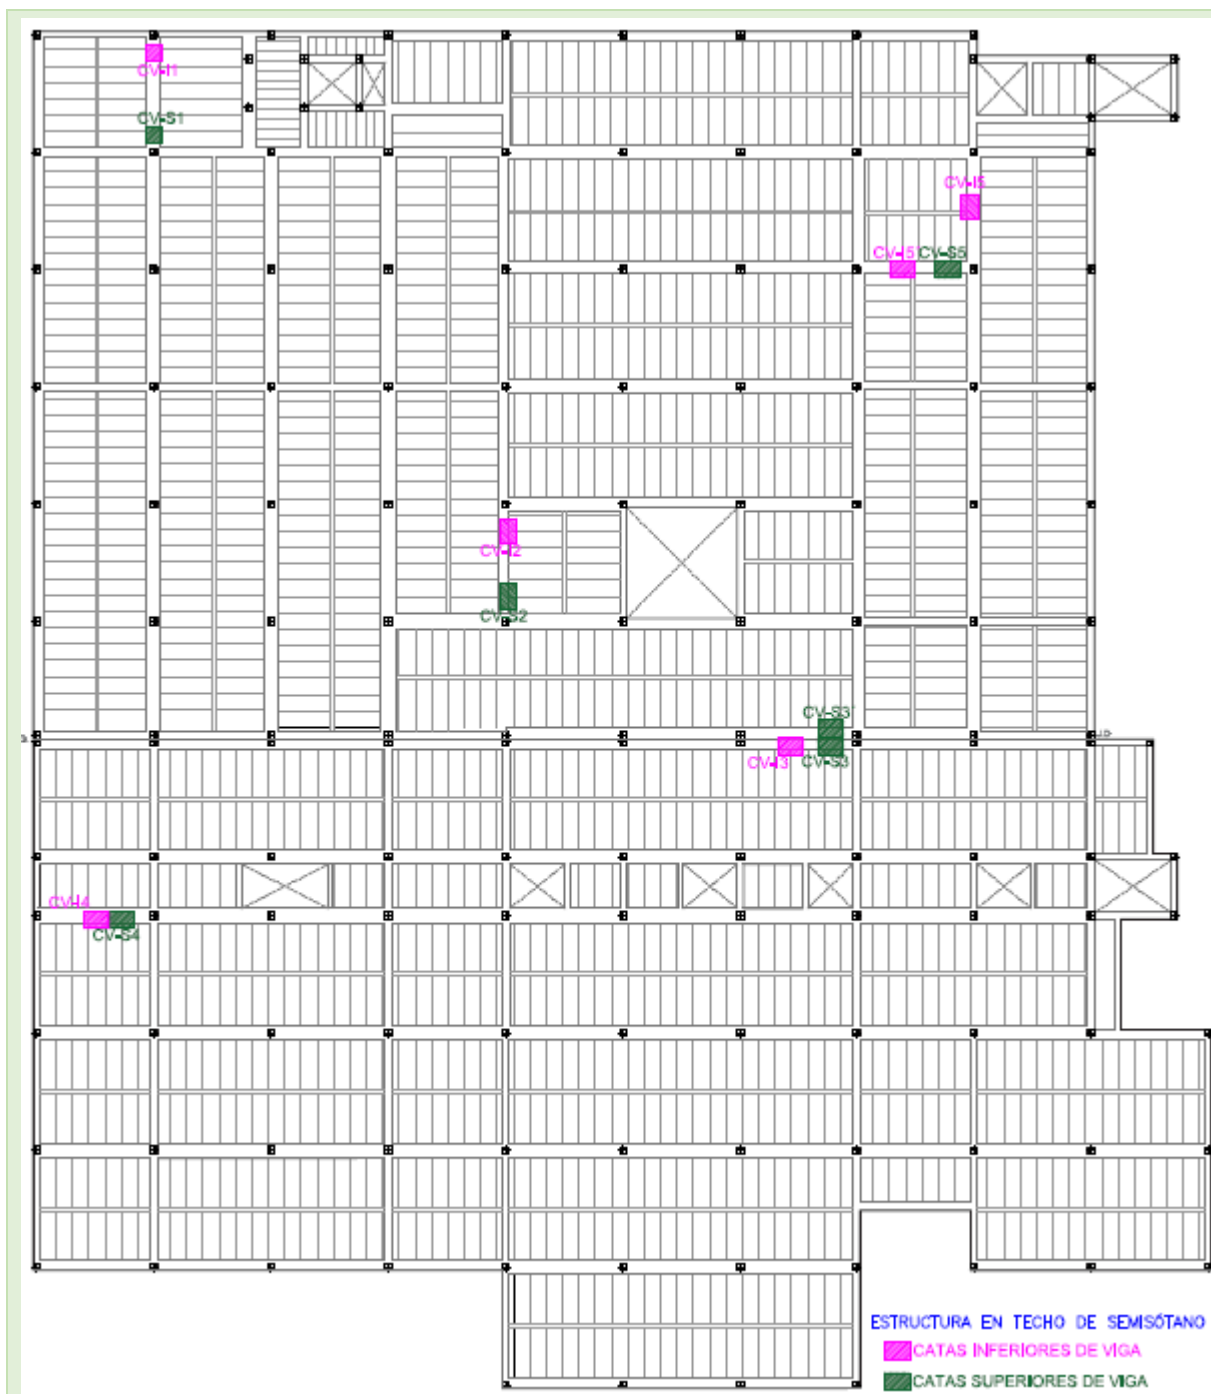 CV-I1
CV-S1
CV-I5
CV-I5'
CV-S5
CV-I2
CV-S2
CV-S3'
CV-I3
CV-S3
CV-I4
CV-S4
ESTRUCTURA EN TECHO DE SEMISÓTANO
CATAS INFERIORES DE VIGA
CATAS SUPERIORES DE VIGA